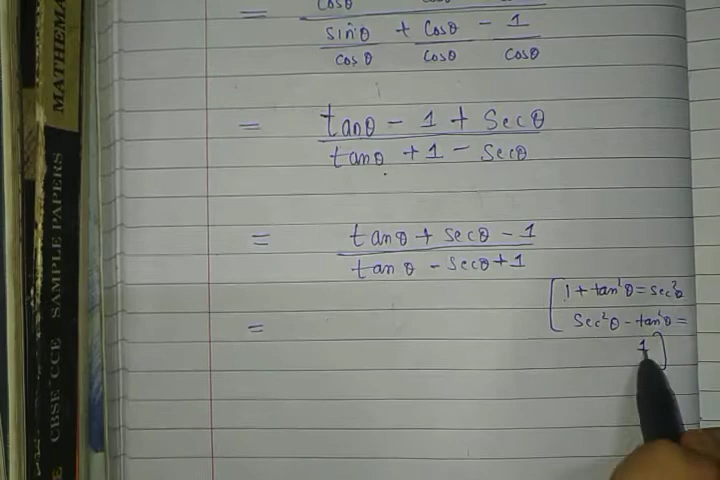 = cosθ
sinθ + cosθ - 1
cosθ cosθ cosθ
= tanθ - 1 + secθ
tanθ + 1 - secθ
= tanθ + secθ - 1
tanθ - secθ + 1
= [1 + tan²θ = sec²θ
sec²θ - tan²θ =
1]
MATHEMA
CBSE CCE SAMPLE PAPERS